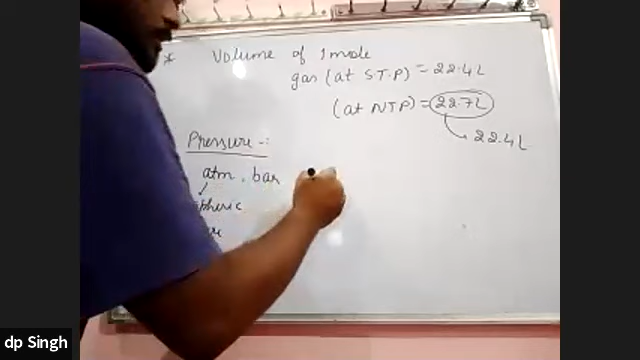 * Volume of 1 mole
gas (at S.T.P) = 22.4L
(at NTP) = 22.7L
22.4L
Pressure -:
atm, bar
dp Singh